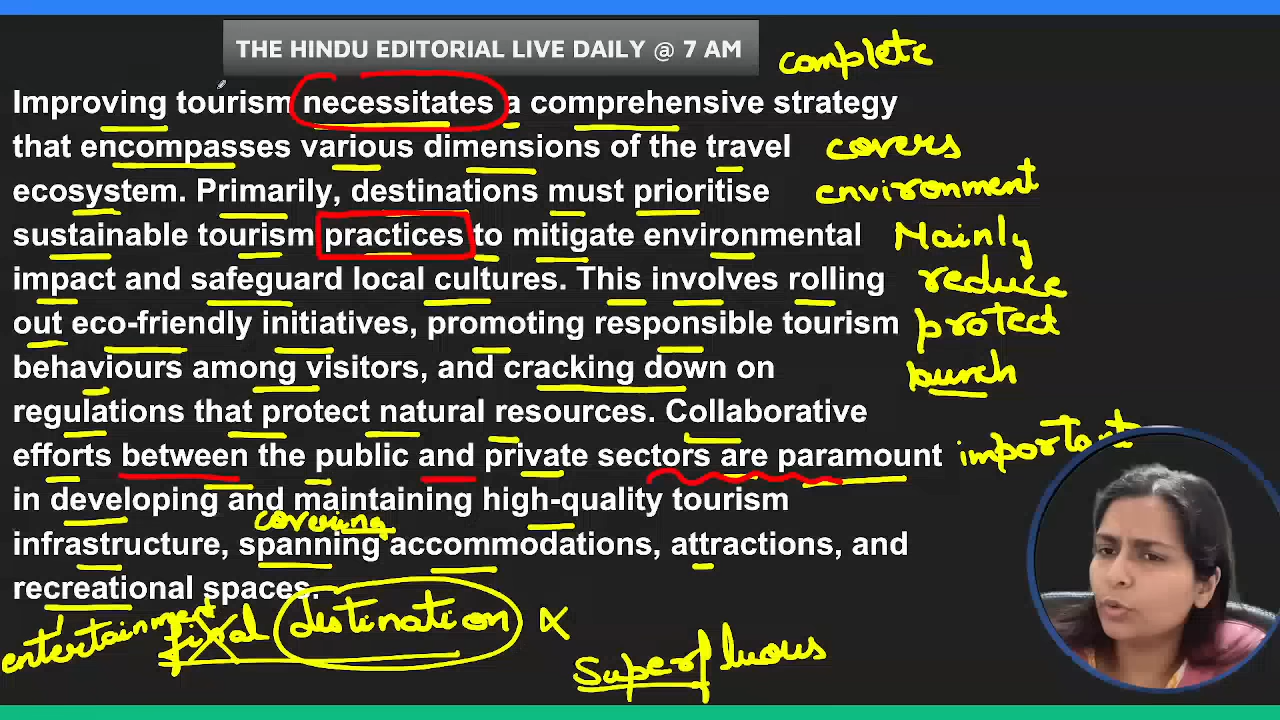 THE HINDU EDITORIAL LIVE DAILY @ 7 AM
complete
Improving tourism necessitates a comprehensive strategy
that encompasses various dimensions of the travel
covers
ecosystem. Primarily, destinations must prioritise
environment
sustainable tourism practices to mitigate environmental
Mainly
impact and safeguard local cultures. This involves rolling
reduce
out eco-friendly initiatives, promoting responsible tourism
protect
behaviours among visitors, and cracking down on
regulations that protect natural resources. Collaborative
efforts between the public and private sectors are paramount
important
in developing and maintaining high-quality tourism
covering
infrastructure, spanning accommodations, attractions, and
recreational spaces.
entertainment
final destination
superfluous